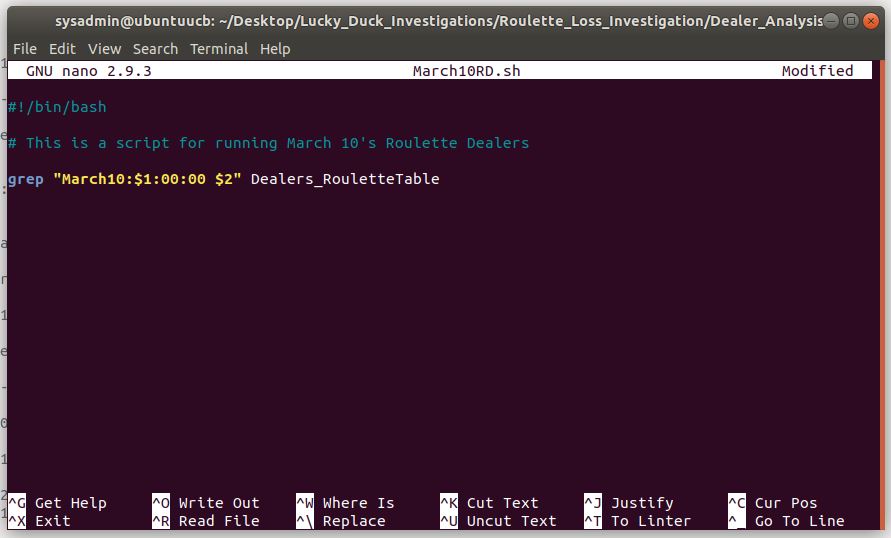 sysadmin@ubuntuucb: ~/Desktop/Lucky_Duck_Investigations/Roulette_Loss_Investigation/Dealer_Analysis
File Edit View Search Terminal Help
GNU nano 2.9.3 March10RD.sh Modified
#!/bin/bash
# This is a script for running March 10's Roulette Dealers
grep "March10:$1:00:00 $2" Dealers_RouletteTable
^G Get Help ^O Write Out ^W Where Is ^K Cut Text ^J Justify ^C Cur Pos
^X Exit ^R Read File ^\ Replace ^U Uncut Text ^T To Linter ^_ Go To Line